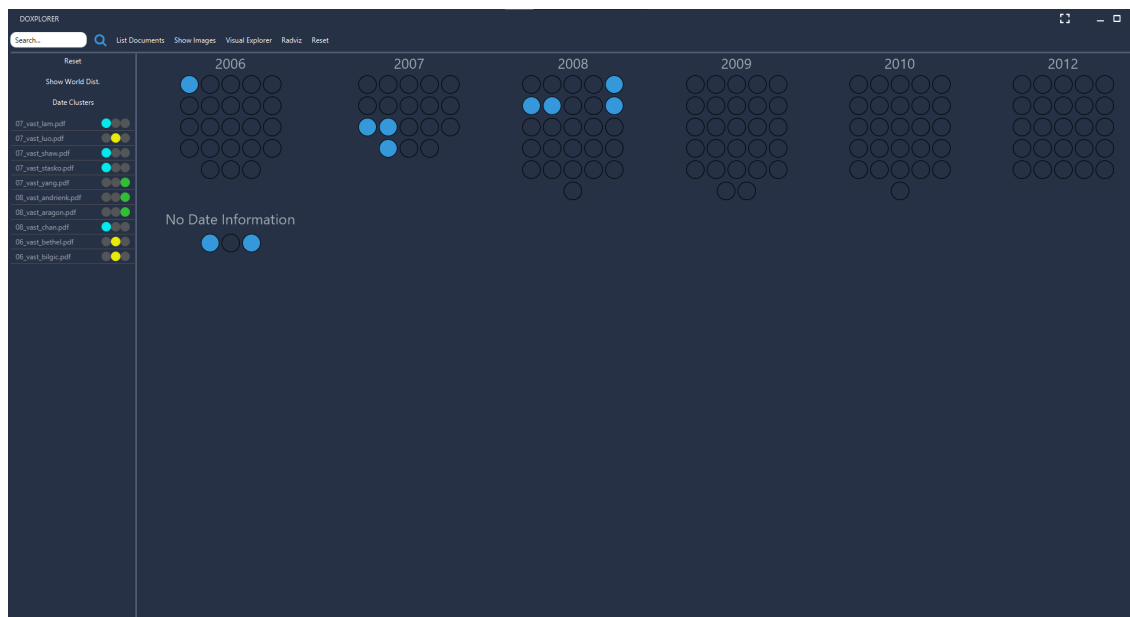 DOXPLORER
Search... List Documents Show Images Visual Explorer Radviz Reset
Reset
Show World Dist.
Date Clusters
07_vast_lam.pdf
07_vast_luo.pdf
07_vast_shaw.pdf
07_vast_stasko.pdf
07_vast_yang.pdf
08_vast_andrienk.pdf
08_vast_aragon.pdf
08_vast_chan.pdf
06_vast_bethel.pdf
06_vast_bilgic.pdf
2006 2007 2008 2009 2010 2012
No Date Information